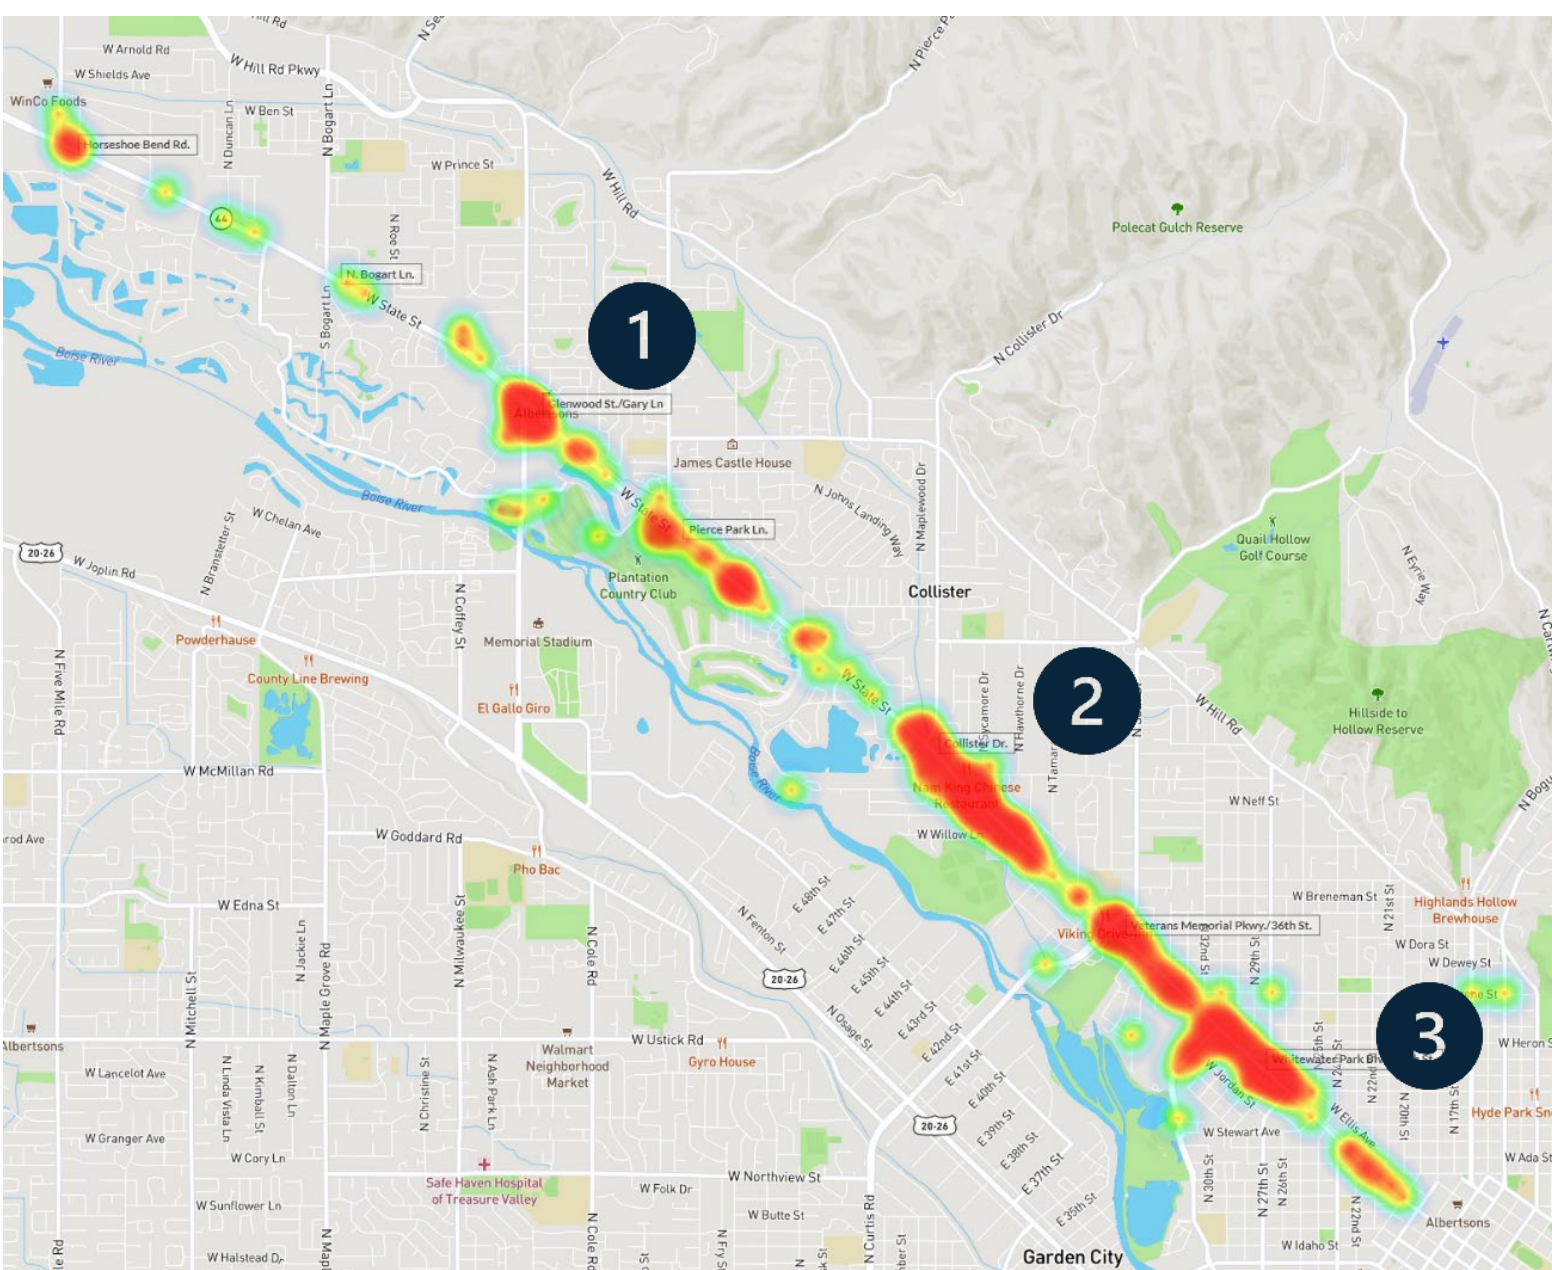 W Arnold Rd
W Shields Ave
WinCo Foods
W Hill Rd Pkwy
W Ben St
N Duncan Ln
N Bogart Ln
Horseshoe Bend Rd.
W Prince St
W Hill Rd
N Roe St
44
N. Bogart Ln.
W State St
S Bogart Ln
Boise River
1
Glenwood St./Gary Ln
Albertsons
Polecat Gulch Reserve
N Collister Dr
James Castle House
N Johns Landing Way
N Maplewood Dr
Boise River
W State St
Pierce Park Ln.
Plantation
Country Club
Collister
Quail Hollow
Golf Course
N Eyrie Way
W Chelan Ave
N Branstetter St
20-26
W Joplin Rd
N Coffey St
Powderhouse
Memorial Stadium
County Line Brewing
El Gallo Giro
N Five Mile Rd
W State St
N Sycamore Dr
N Hawthorne Dr
2
W Hill Rd
Hillside to
Hollow Reserve
Collister Dr.
Nam King Chinese
Restaurant
Boise River
W McMillan Rd
W Neff St
W Willow Ln
W Goddard Rd
Pho Bac
W Edna St
N Jackie Ln
N Milwaukee St
N Cole Rd
N Fenton St
E 48th St
E 47th St
E 46th St
E 45th St
E 44th St
E 43rd St
E 42nd St
E 41st St
E 40th St
E 39th St
E 38th St
E 37th St
E 35th St
W Breneman St
N 21st St
Highlands Hollow
Brewhouse
Veterans Memorial Pkwy./36th St.
W Dora St
W Dewey St
N 29th St
32nd St
20-26
N Osage St
N Mitchell St
N Maple Grove Rd
W Ustick Rd
Gyro House
Albertsons
Walmart
Neighborhood
Market
3
W Heron S
Whitewater Park Blv
W Jordan St
W Ellis Ave
N 20th St
N 17th St
Hyde Park Sn
W Lancelot Ave
N Linda Vista Ln
N Kimball St
N Dalton Ln
N Christine St
N Ash Park Ln
20-26
W Granger Ave
W Stewart Ave
W Cory Ln
Safe Haven Hospital
of Treasure Valley
W Northview St
W Folk Dr
W Ada St
W Sunflower Ln
W Butte St
N Curtis Rd
N 30th St
N 27th St
N 26th St
N 22nd St
Albertsons
W Halstead Dr
N Cole Rd
W Idaho St
Garden City